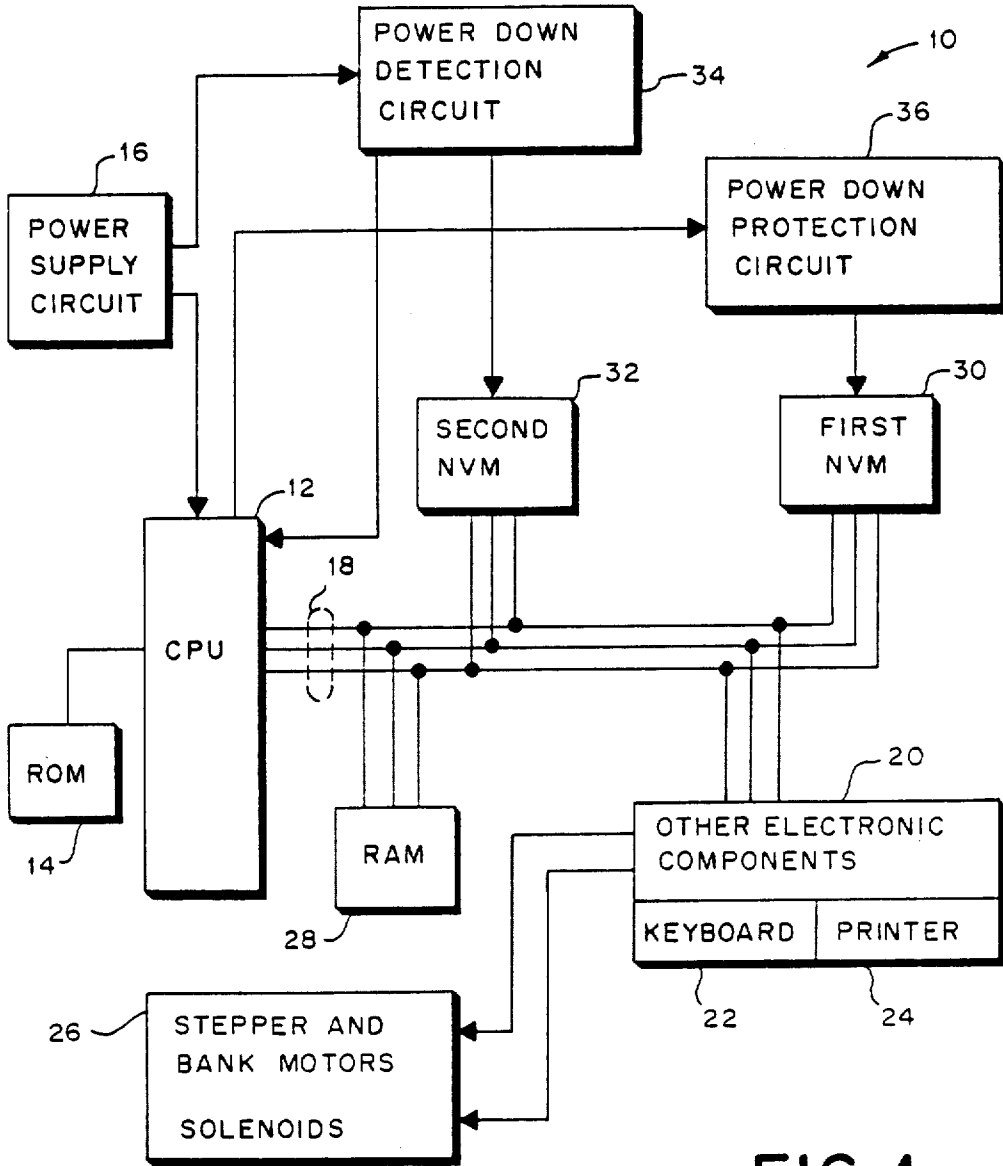 POWER DOWN
DETECTION
CIRCUIT
34
10
16
36
POWER
SUPPLY
CIRCUIT
POWER DOWN
PROTECTION
CIRCUIT
32
30
SECOND
NVM
FIRST
NVM
12
18
CPU
ROM
14
RAM
28
20
OTHER ELECTRONIC
COMPONENTS
KEYBOARD
PRINTER
22
24
26
STEPPER AND
BANK MOTORS
SOLENOIDS